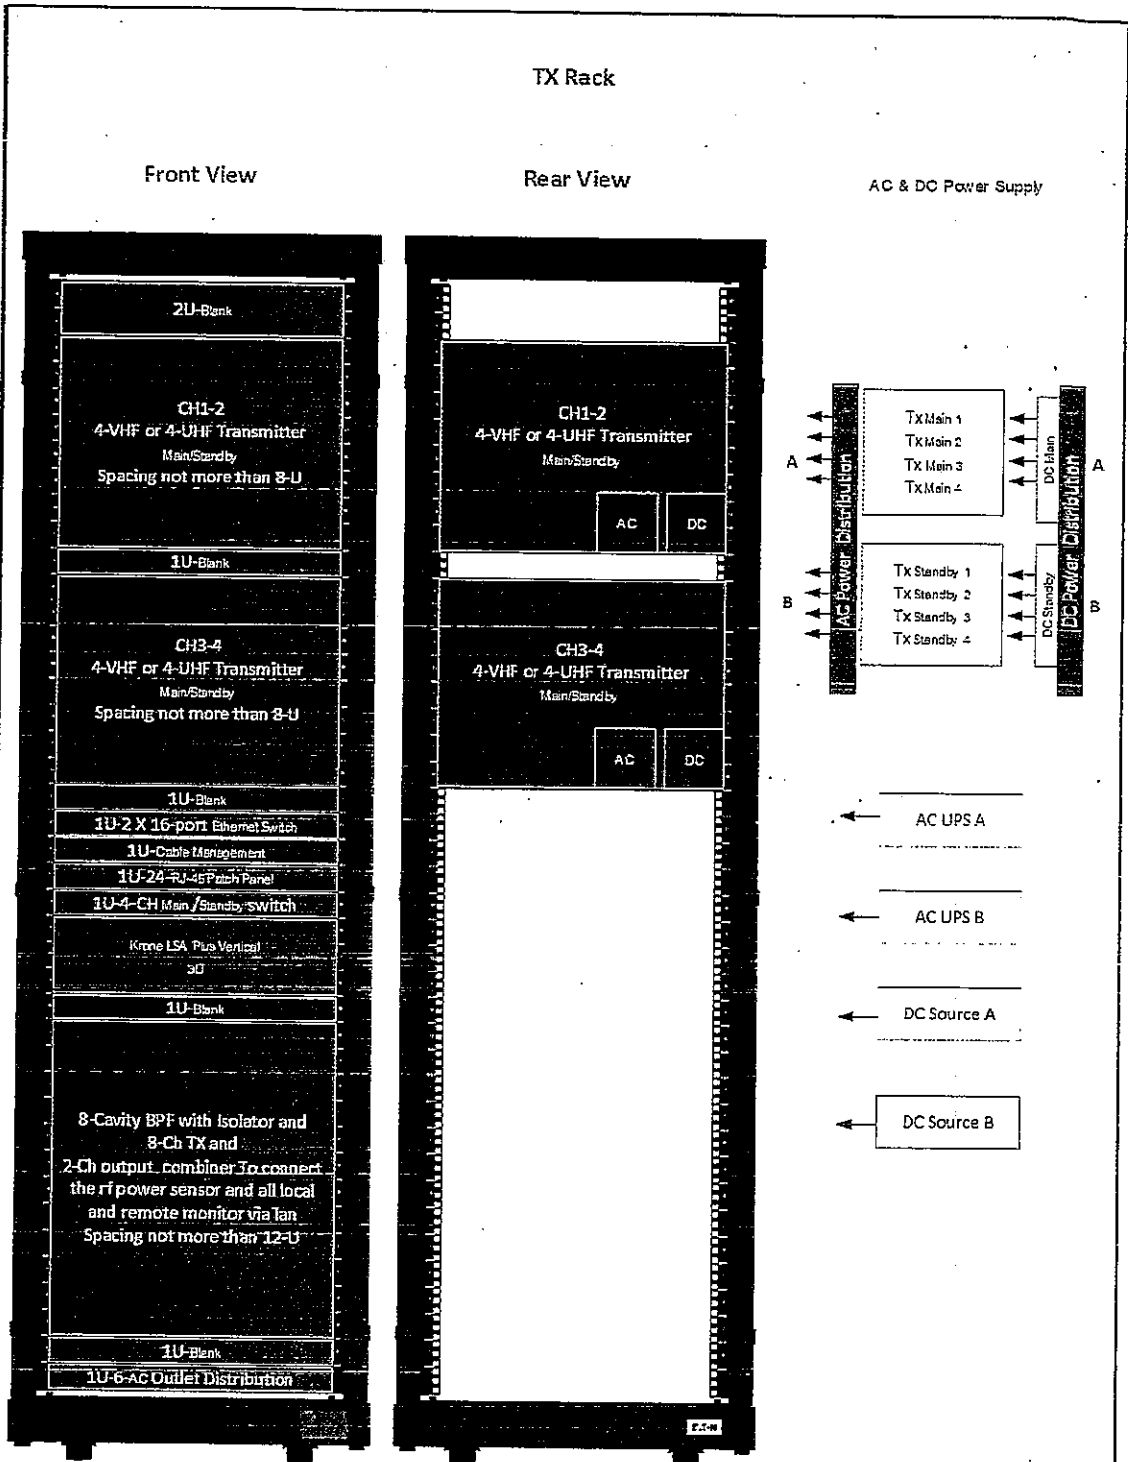 TX Rack
Front View
Rear View
AC & DC Power Supply
2U-Blank
CH1-2
4-VHF or 4-UHF Transmitter
Main/Standby
Spacing not more than 8-U
1U-Blank
CH3-4
4-VHF or 4-UHF Transmitter
Main/Standby
Spacing not more than 8-U
1U-Blank
1U-2 X 16-port Ethernet Switch
1U-Cable Management
1U-24-RJ-45 Patch Panel
1U-4-CH Main/Standby switch
Krone LSA Plus Vertical
3U
1U-Blank
8-Cavity BPF with Isolator and
8-Ch TX and
2-Ch output combiner To connect
the rf power sensor and all local
and remote monitor via lan
Spacing not more than 12-U
1U-Blank
1U-6-AC Outlet Distribution
CH1-2
4-VHF or 4-UHF Transmitter
Main/Standby
AC
DC
CH3-4
4-VHF or 4-UHF Transmitter
Main/Standby
AC
DC
A
B
AC Power Distribution
Tx Main 1
Tx Main 2
Tx Main 3
Tx Main 4
Tx Standby 1
Tx Standby 2
Tx Standby 3
Tx Standby 4
DC Main
DC Standby
DC Power Distribution
A
B
AC UPS A
AC UPS B
DC Source A
DC Source B